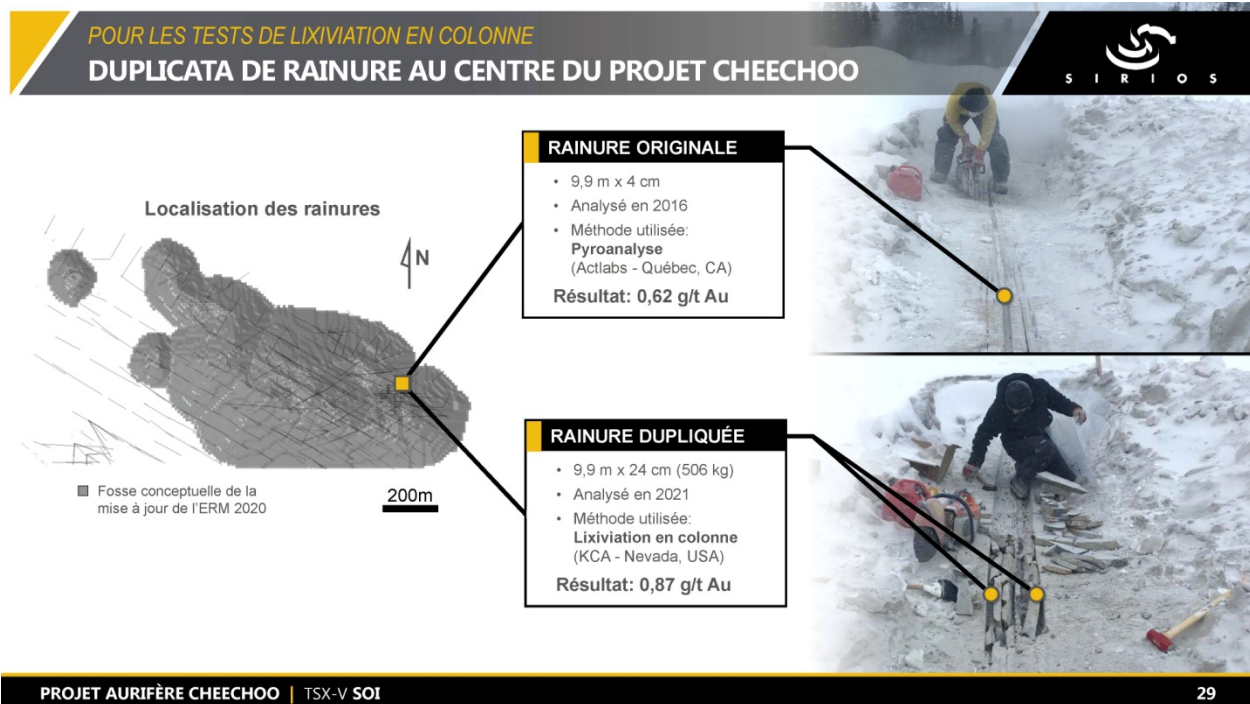 POUR LES TESTS DE LIXIVIATION EN COLONNE
DUPLICATA DE RAINURE AU CENTRE DU PROJET CHEECHOO
SIRIOS
Localisation des rainures
N
Fosse conceptuelle de la
mise à jour de l'ERM 2020
200m
RAINURE ORIGINALE
• 9,9 m x 4 cm
• Analysé en 2016
• Méthode utilisée:
Pyroanalyse
(Actlabs - Québec, CA)
Résultat: 0,62 g/t Au
RAINURE DUPLIQUÉE
• 9,9 m x 24 cm (506 kg)
• Analysé en 2021
• Méthode utilisée:
Lixiviation en colonne
(KCA - Nevada, USA)
Résultat: 0,87 g/t Au
PROJET AURIFÈRE CHEECHOO | TSX-V SOI
29